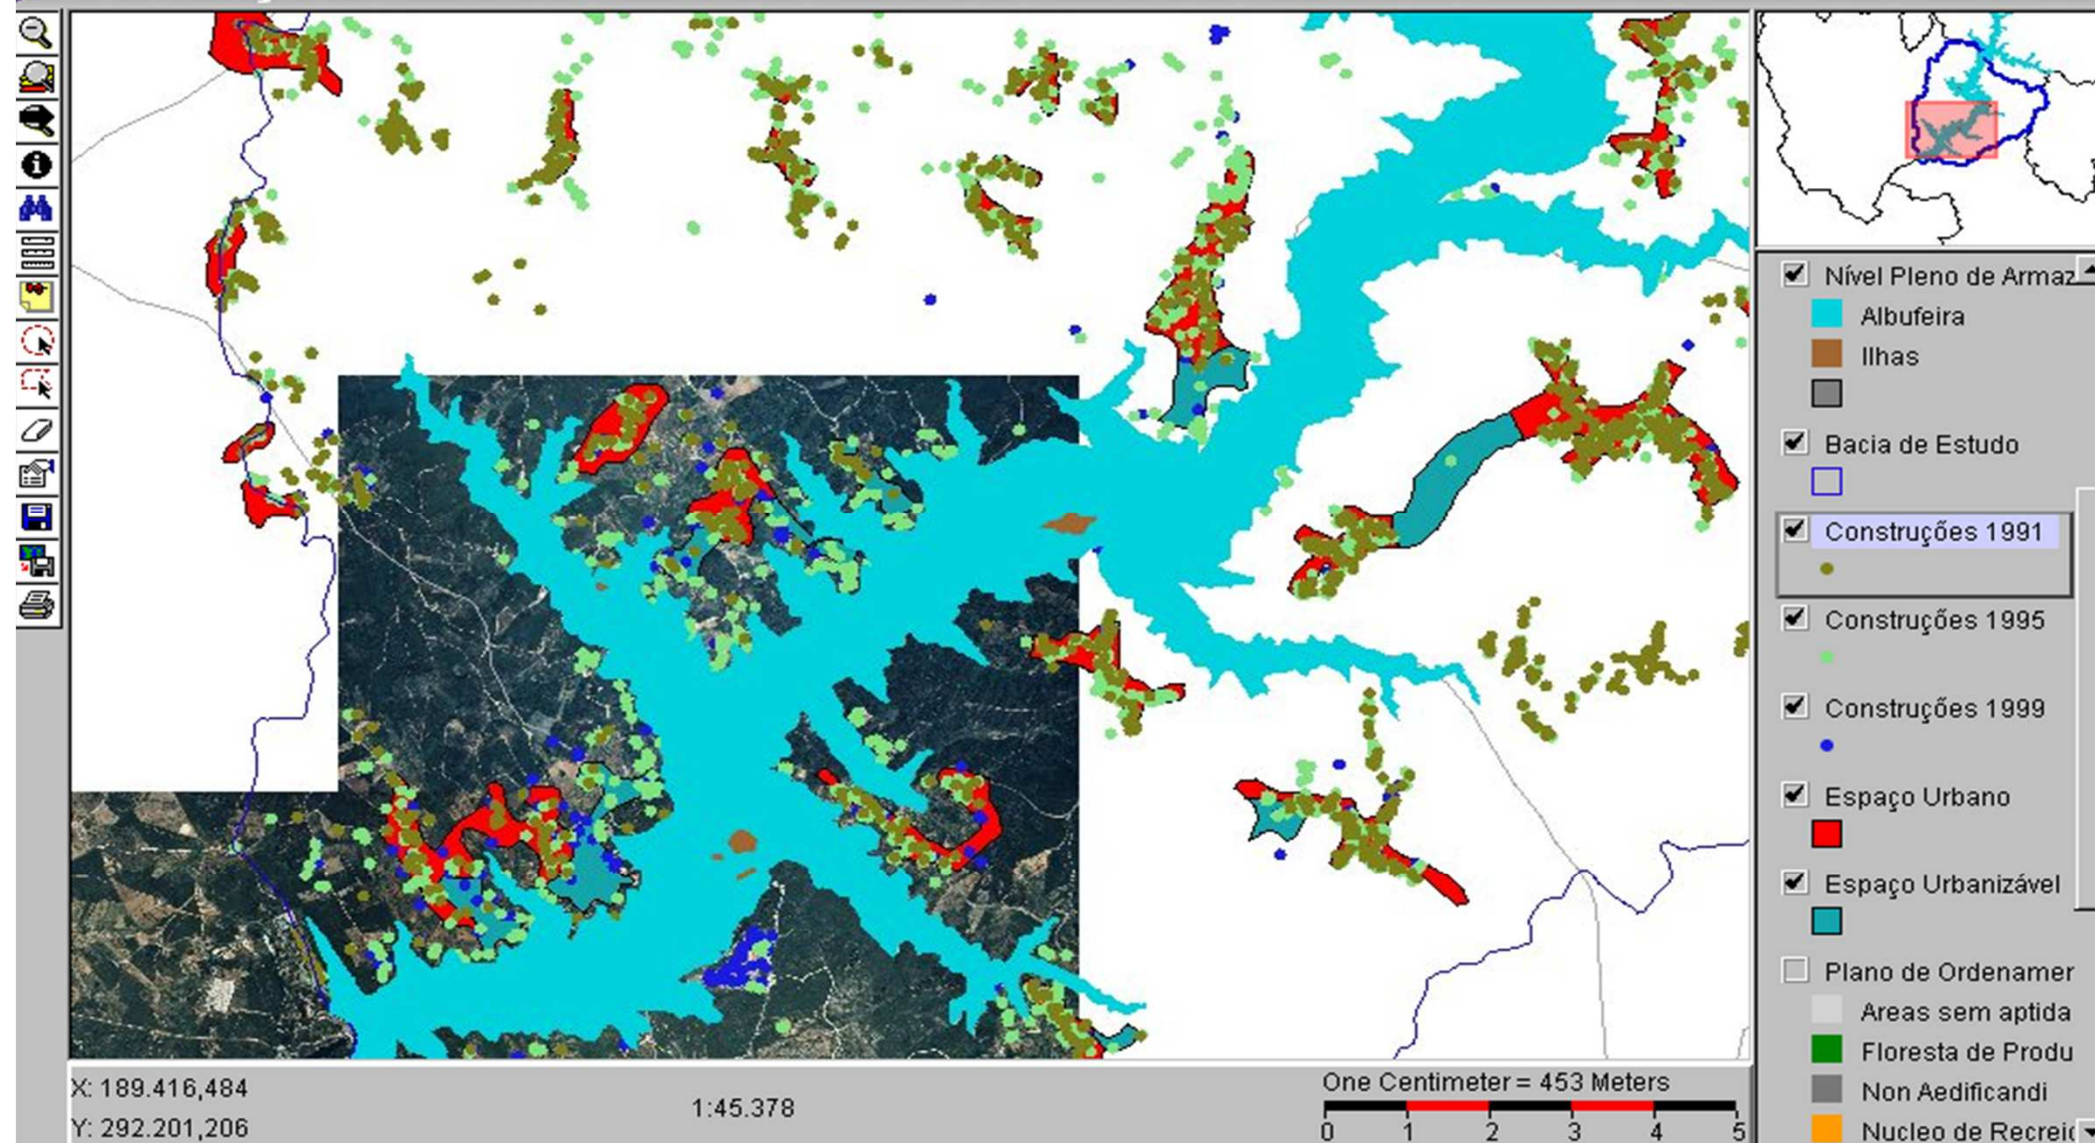 Nível Pleno de Armaz
Albufeira
Ilhas
Bacia de Estudo
Construções 1991
Construções 1995
Construções 1999
Espaço Urbano
Espaço Urbanizável
Plano de Ordenamer
Areas sem aptida
Floresta de Produ
Non Aedificandi
Nucleo de Recreic
X: 189.416,484
Y: 292.201,206
1:45.378
One Centimeter = 453 Meters
0 1 2 3 4 5